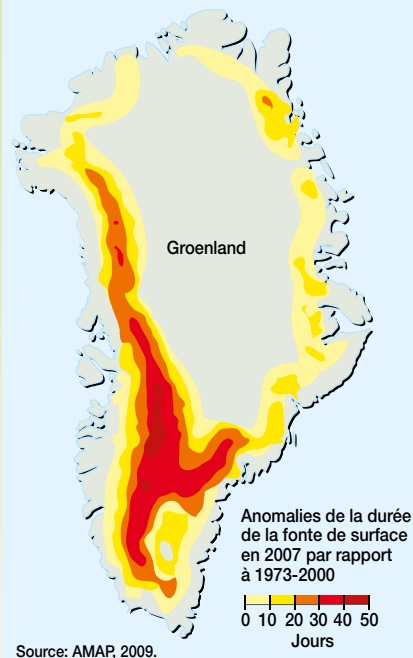 Groenland
Anomalies de la durée
de la fonte de surface
en 2007 par rapport
à 1973-2000
0 10 20 30 40 50
Jours
Source: AMAP, 2009.